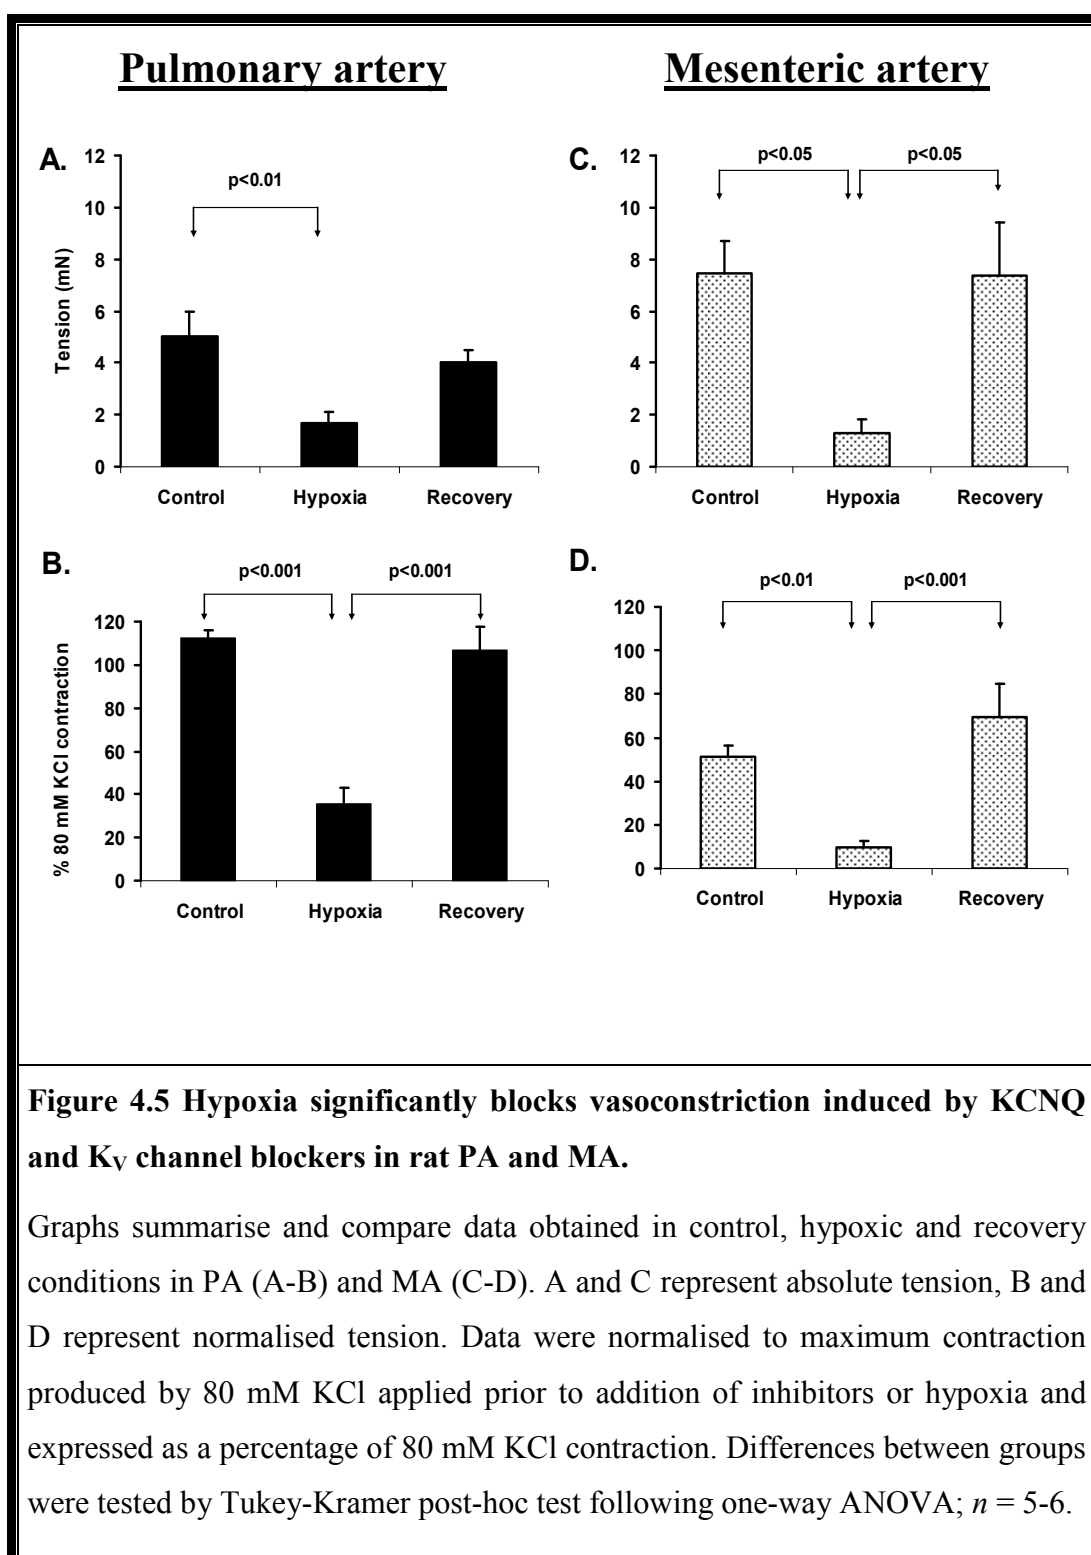 Pulmonary artery
Mesenteric artery
A.
12
10
8
6
4
2
0
Tension (mN)
p<0.01
Control Hypoxia Recovery
C.
12
10
8
6
4
2
0
p<0.05 p<0.05
Control Hypoxia Recovery
B.
120
100
80
60
40
20
0
% 80 mM KCl contraction
p<0.001 p<0.001
Control Hypoxia Recovery
D.
120
100
80
60
40
20
0
p<0.01 p<0.001
Control Hypoxia Recovery
Figure 4.5 Hypoxia significantly blocks vasoconstriction induced by KCNQ
and KV channel blockers in rat PA and MA.
Graphs summarise and compare data obtained in control, hypoxic and recovery
conditions in PA (A-B) and MA (C-D). A and C represent absolute tension, B and
D represent normalised tension. Data were normalised to maximum contraction
produced by 80 mM KCl applied prior to addition of inhibitors or hypoxia and
expressed as a percentage of 80 mM KCl contraction. Differences between groups
were tested by Tukey-Kramer post-hoc test following one-way ANOVA; n = 5-6.